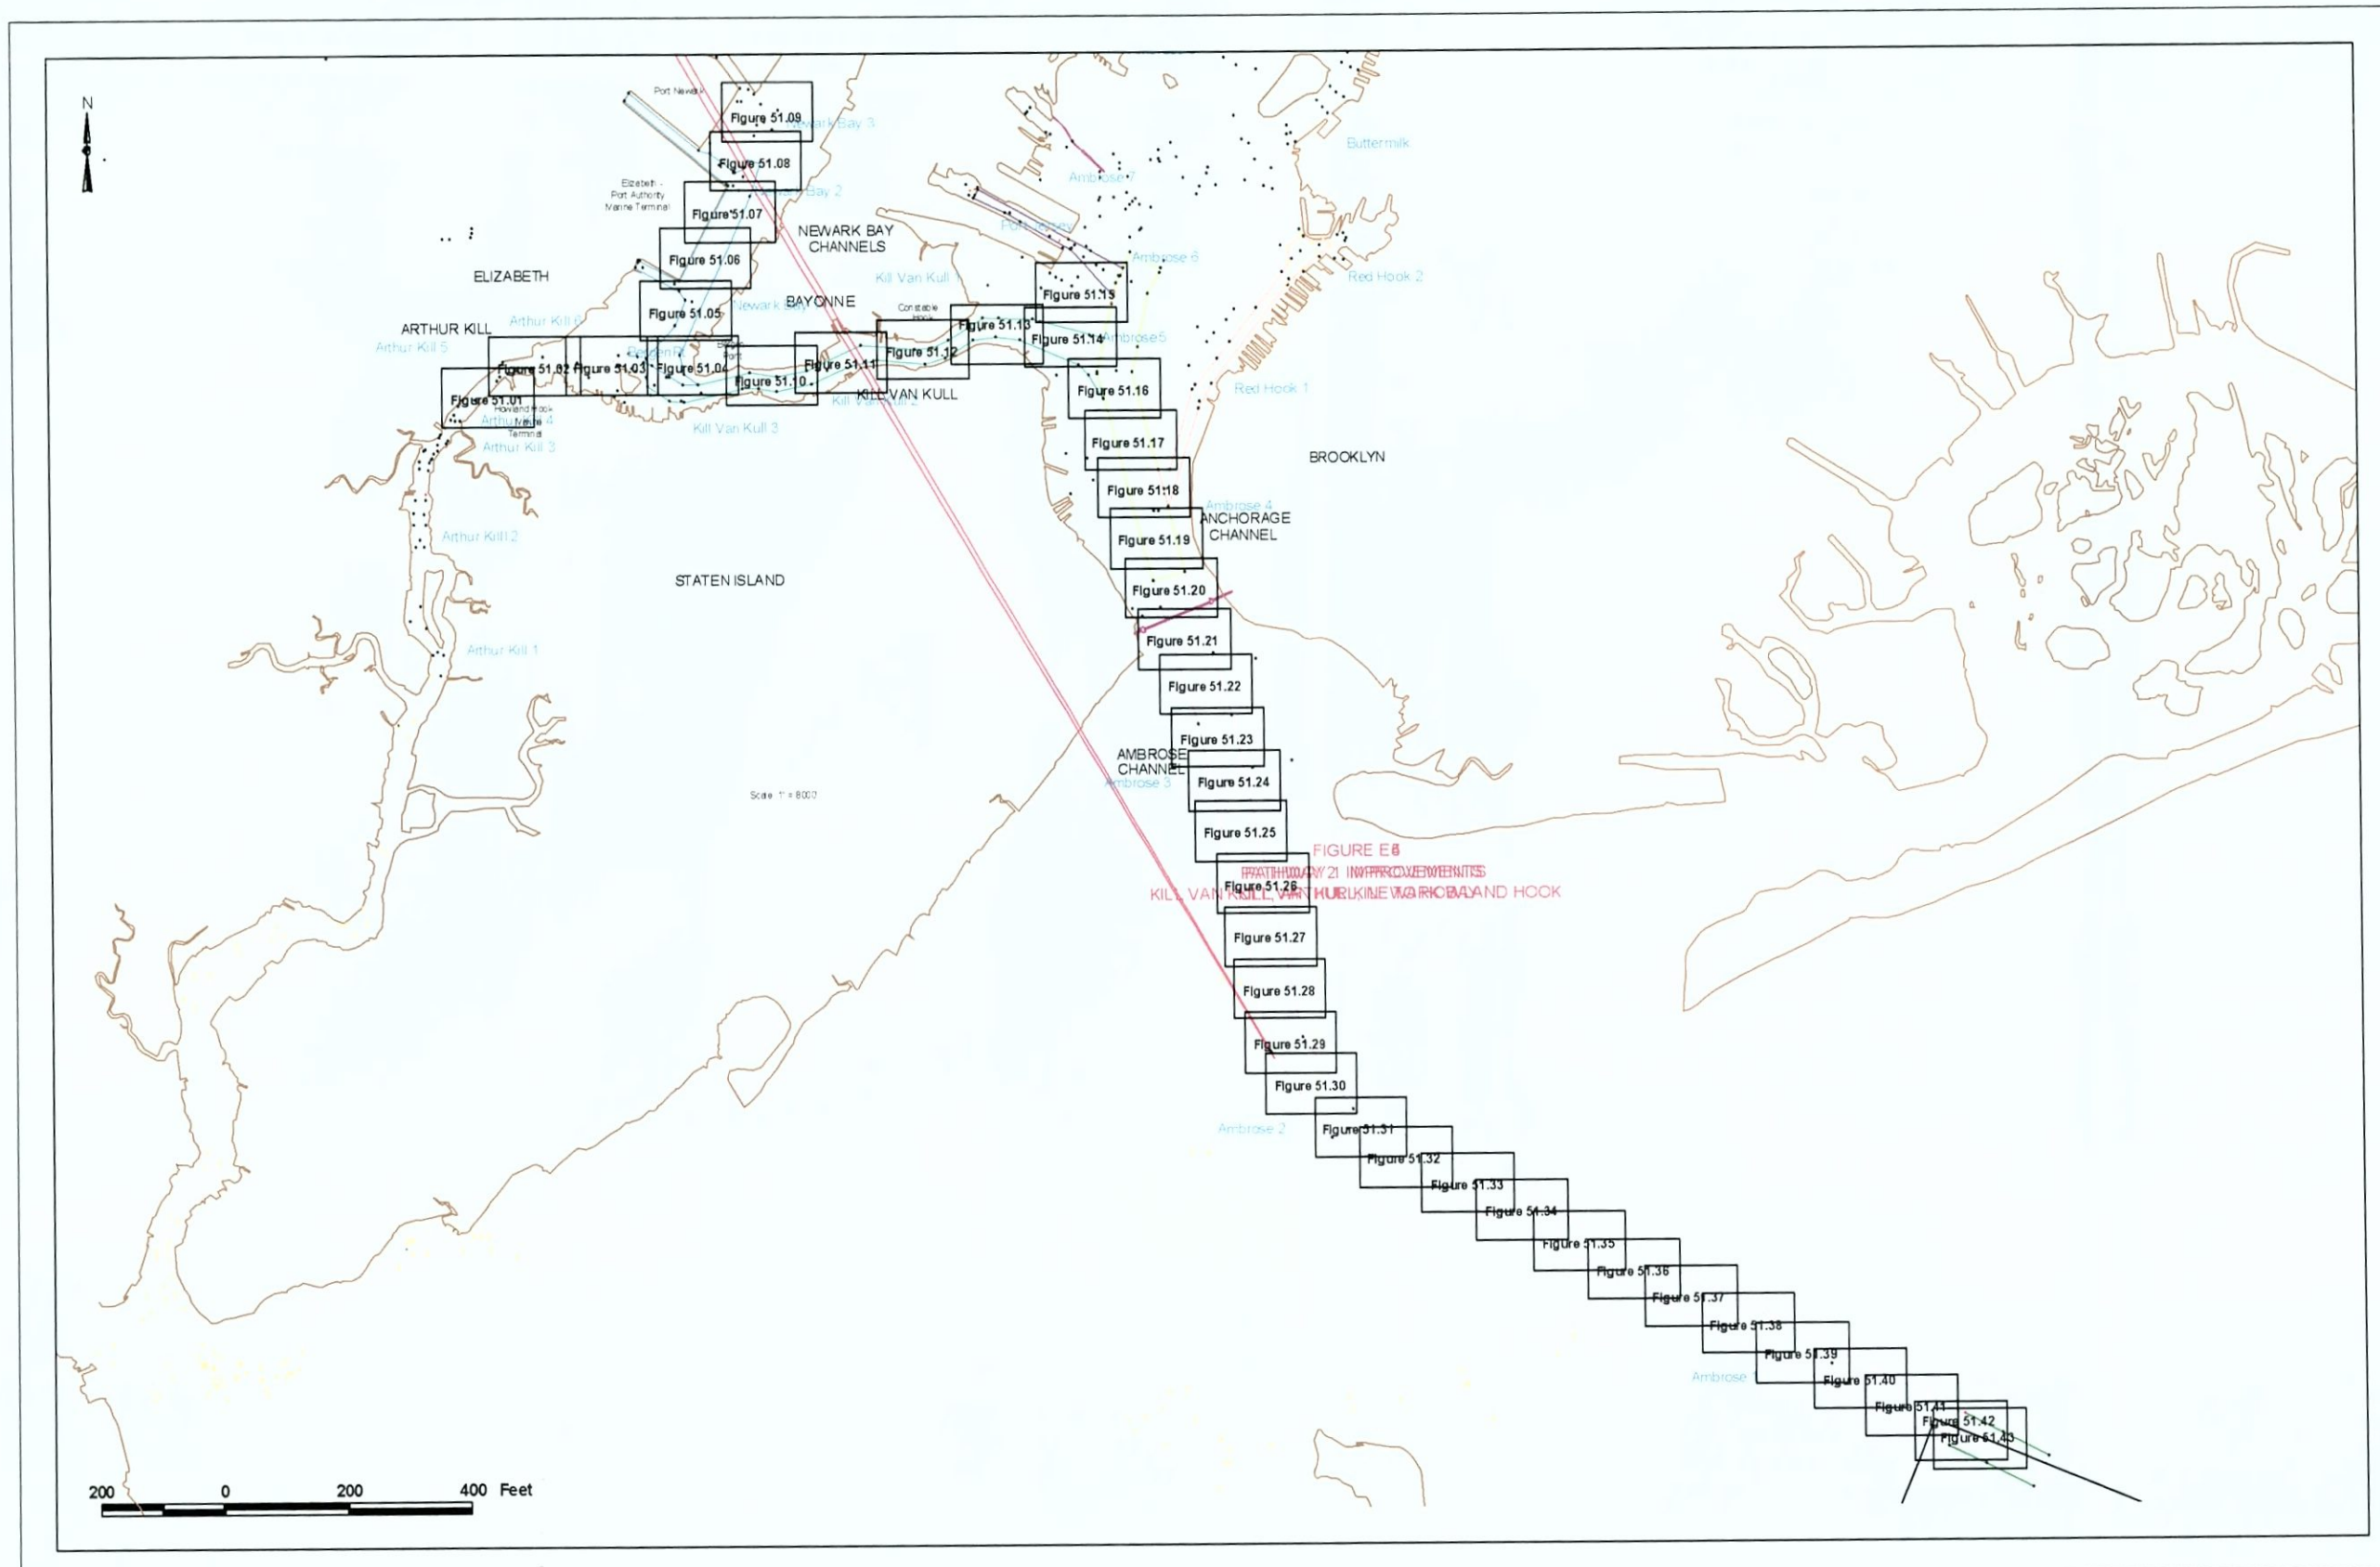 N
Port Newark
Figure 51.09
Newark Bay 3
Figure 51.08
Elizabeth -
Port Authority
Marine Terminal
Newark Bay 2
Figure 51.07
NEWARK BAY
CHANNELS
Figure 51.06
ELIZABETH
Figure 51.05
Newark Bay
BAYONNE
Arthur Kill 6
ARTHUR KILL
Arthur Kill 5
Bergen Pt
Figure 51.02
Figure 51.03
Figure 51.04
Figure 51.01
Howland Hook
Marine
Terminal
Arthur Kill 4
Arthur Kill 3
Figure 51.10
Figure 51.11
Figure 51.12
Figure 51.13
Figure 51.14
Figure 51.15
Kill Van Kull 1
Constable
Hook
KILL VAN KULL
Kill Van Kull 2
Kill Van Kull 3
Buttermilk
Ambrose 7
Port Jersey
Ambrose 6
Red Hook 2
Ambrose5
Figure 51.16
Red Hook 1
Figure 51.17
BROOKLYN
Figure 51.18
Ambrose 4
ANCHORAGE
CHANNEL
Figure 51.19
Arthur Kill 2
STATEN ISLAND
Figure 51.20
Figure 51.21
Arthur Kill 1
Figure 51.22
Figure 51.23
AMBROSE
CHANNEL
Ambrose 3
Figure 51.24
Scale 1" = 8000'
Figure 51.25
FIGURE E
Figure 51.26
Figure 51.27
Figure 51.28
Figure 51.29
Figure 51.30
Ambrose 2
Figure 51.31
Figure 51.32
Figure 51.33
Figure 51.34
Figure 51.35
Figure 51.36
Figure 51.37
Figure 51.38
Figure 51.39
Ambrose
Figure 51.40
Figure 51.41
Figure 51.42
Figure 51.43
200 0 200 400 Feet